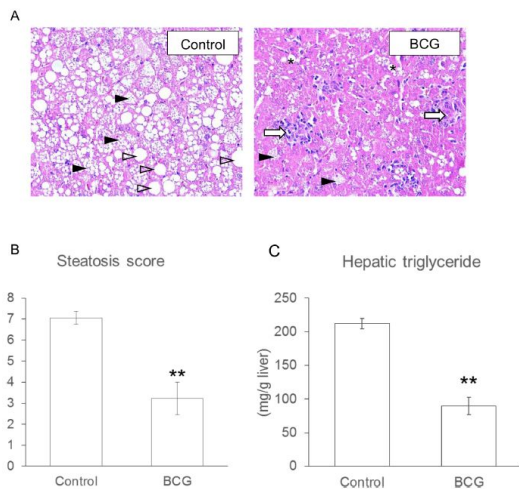 A
Control
BCG
*
*
B
Steatosis score
8
7
6
5
4
3
2
1
0
**
Control
BCG
C
Hepatic triglyceride
(mg/g liver)
250
200
150
100
50
0
**
Control
BCG